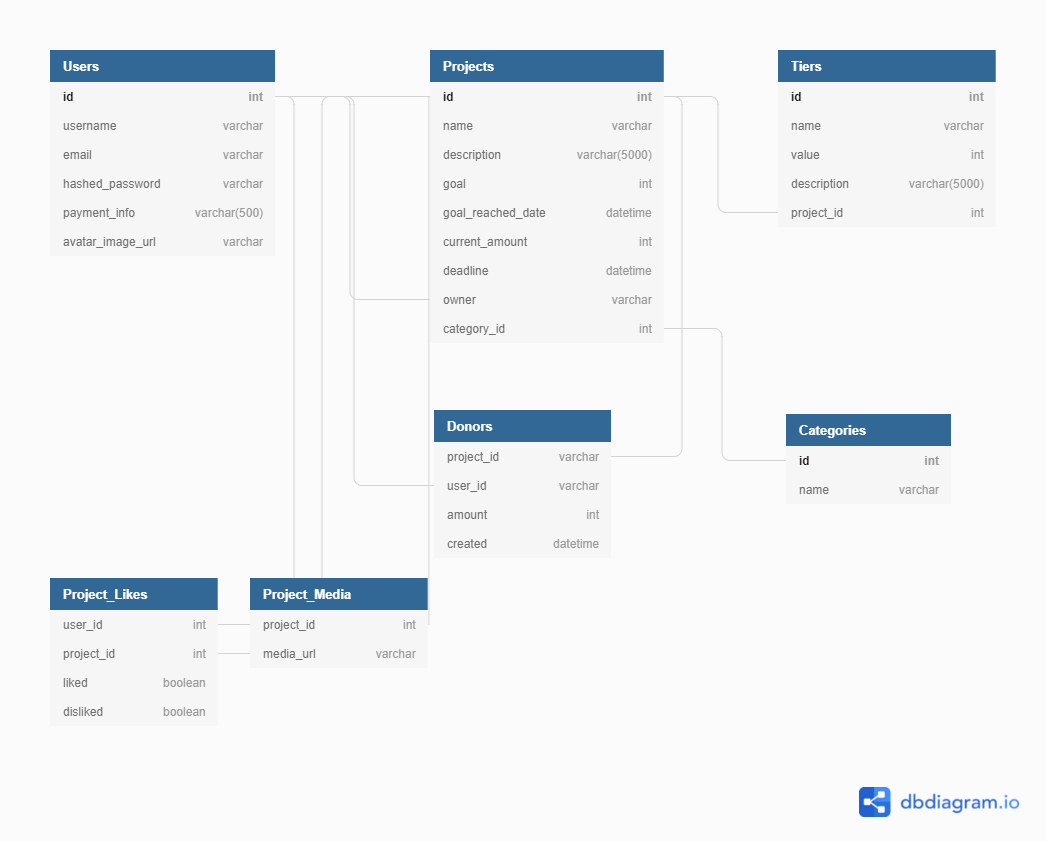 Users
id int
username varchar
email varchar
hashed_password varchar
payment_info varchar(500)
avatar_image_url varchar
Projects
id int
name varchar
description varchar(5000)
goal int
goal_reached_date datetime
current_amount int
deadline datetime
owner varchar
category_id int
Tiers
id int
name varchar
value int
description varchar(5000)
project_id int
Donors
project_id varchar
user_id varchar
amount int
created datetime
Categories
id int
name varchar
Project_Likes
user_id int
project_id int
liked boolean
disliked boolean
Project_Media
project_id int
media_url varchar
dbdiagram.io